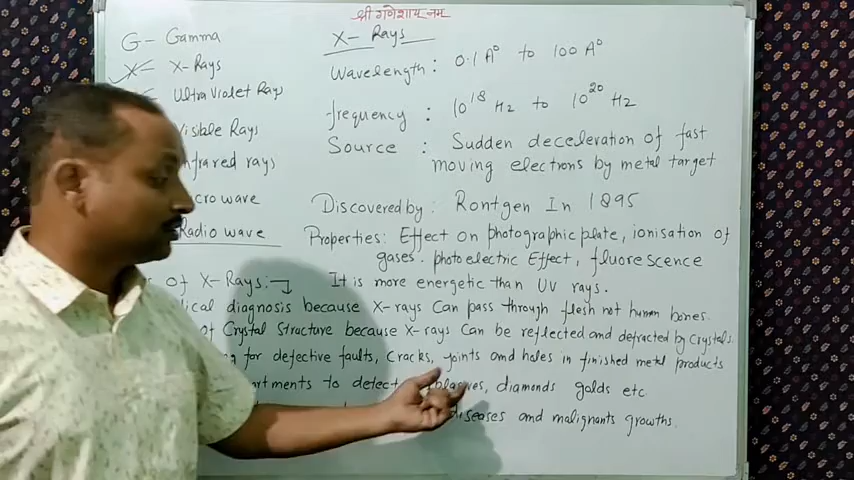 श्री गणेशाय नमः
G - Gamma
X - X-Rays
Ultra Violet Rays
Visible Rays
Infrared rays
icro wave
Radio wave
X- Rays
Wavelength : 0.1 A° to 100 A°
frequency : 10^18 Hz to 10^20 Hz
Source : Sudden deceleration of fast
moving electrons by metal target
Discovered by : Rontgen In 1895
Properties: Effect on photographic plate, ionisation of
gases. photoelectric Effect, fluorescence
It is more energetic than UV rays.
of X-Rays :-
ical diagnosis because X-rays can pass through flesh not human bones.
of Crystal Structure because X-rays can be reflected and defracted by Crystals.
for defective faults, cracks, joints and holes in finished metal products
artments to detect diamonds golds etc
diseases and malignants growths.